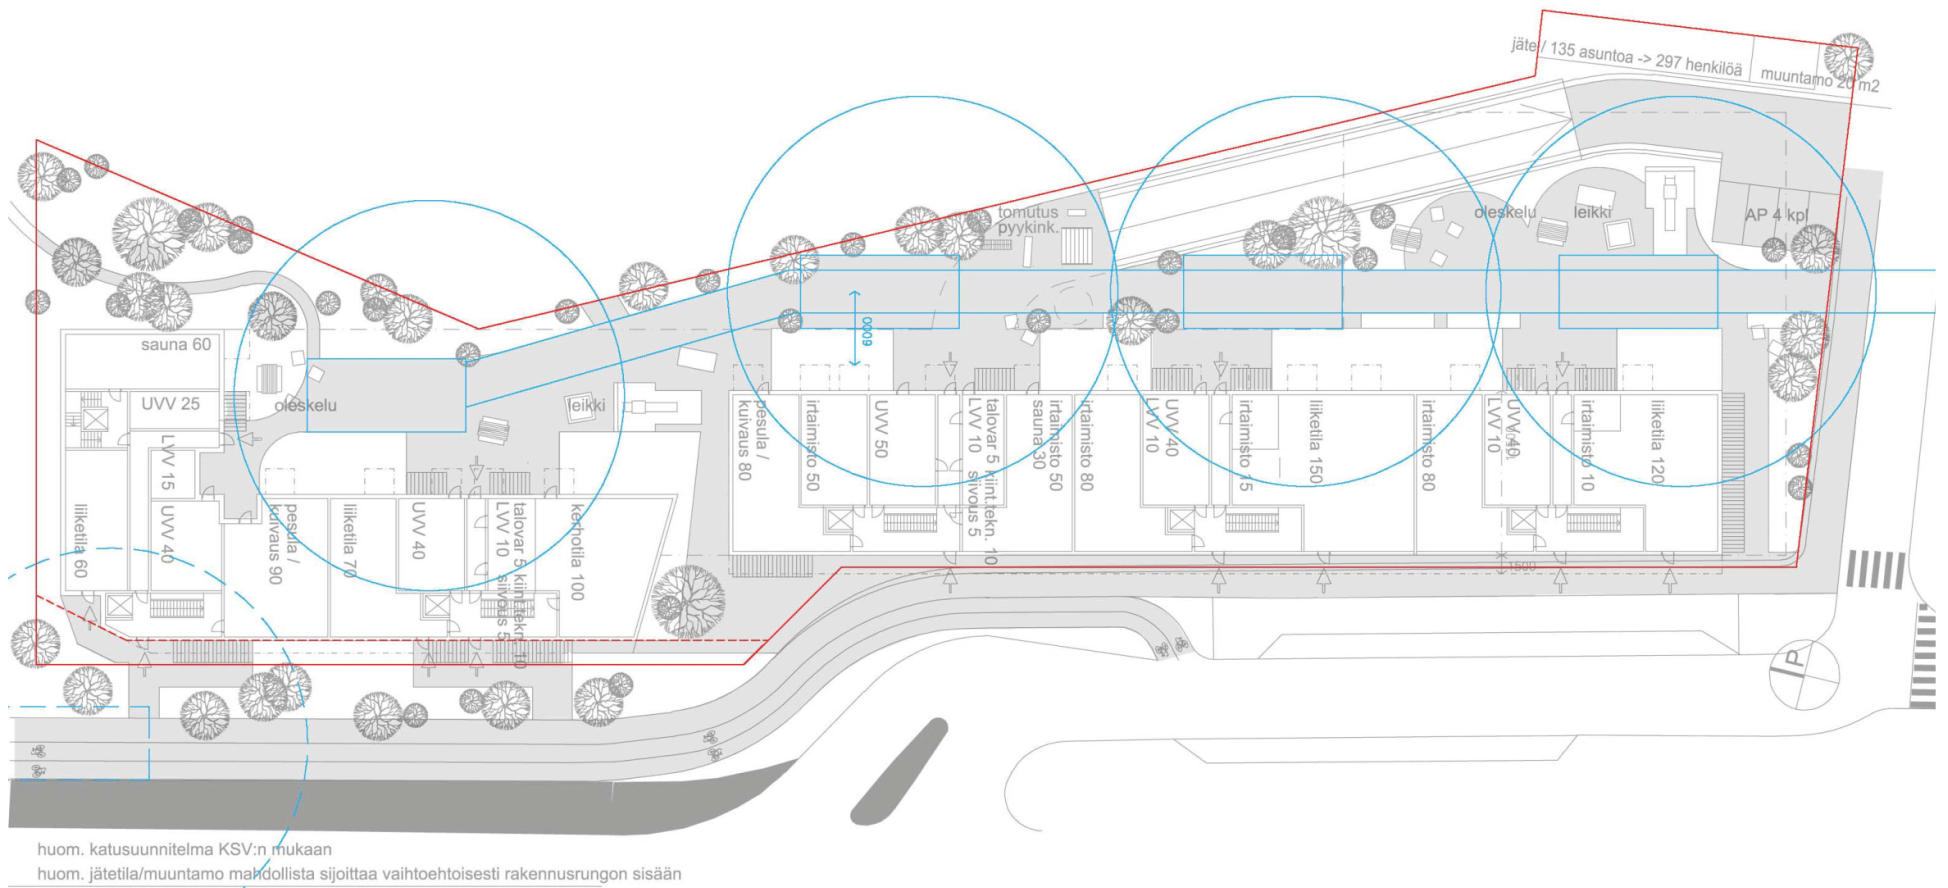 jäte / 135 asuntoa -> 297 henkilöä
muuntamo 20 m2
tomutus
pyykink.
oleskelu
leikki
AP 4 kpl
6000
sauna 60
UVV 25
LVV 15
UVV 40
liiketila 60
oleskelu
leikki
pesula /
kuivaus 90
liiketila 70
UVV 40
talovar 5 kiint.tekn. 10
LVV 10 siivous 5
kerhotila 100
pesula /
kuivaus 80
irtaimisto 50
UVV 50
talovar 5 kiint.tekn. 10
LVV 10 siivous 5
irtaimisto 50
sauna 30
irtaimisto 80
UVV 40
LVV 10
irtaimisto 15
liiketila 150
irtaimisto 80
UVV 40
LVV 10
irtaimisto 10
liiketila 120
1500
P
huom. katusuunnitelma KSV:n mukaan
huom. jätetila/muuntamo mahdollista sijoittaa vaihtoehtoisesti rakennusrungon sisään